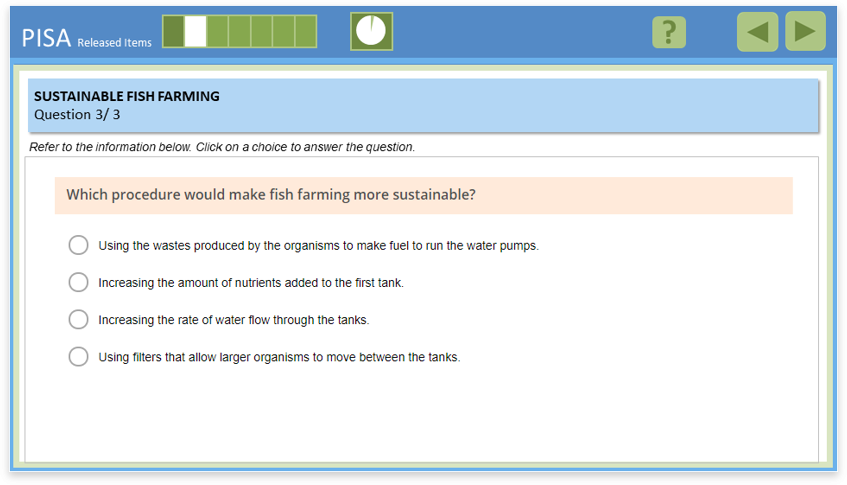 PISA Released Items
?
SUSTAINABLE FISH FARMING
Question 3/ 3
Refer to the information below. Click on a choice to answer the question.
Which procedure would make fish farming more sustainable?
Using the wastes produced by the organisms to make fuel to run the water pumps.
Increasing the amount of nutrients added to the first tank.
Increasing the rate of water flow through the tanks.
Using filters that allow larger organisms to move between the tanks.